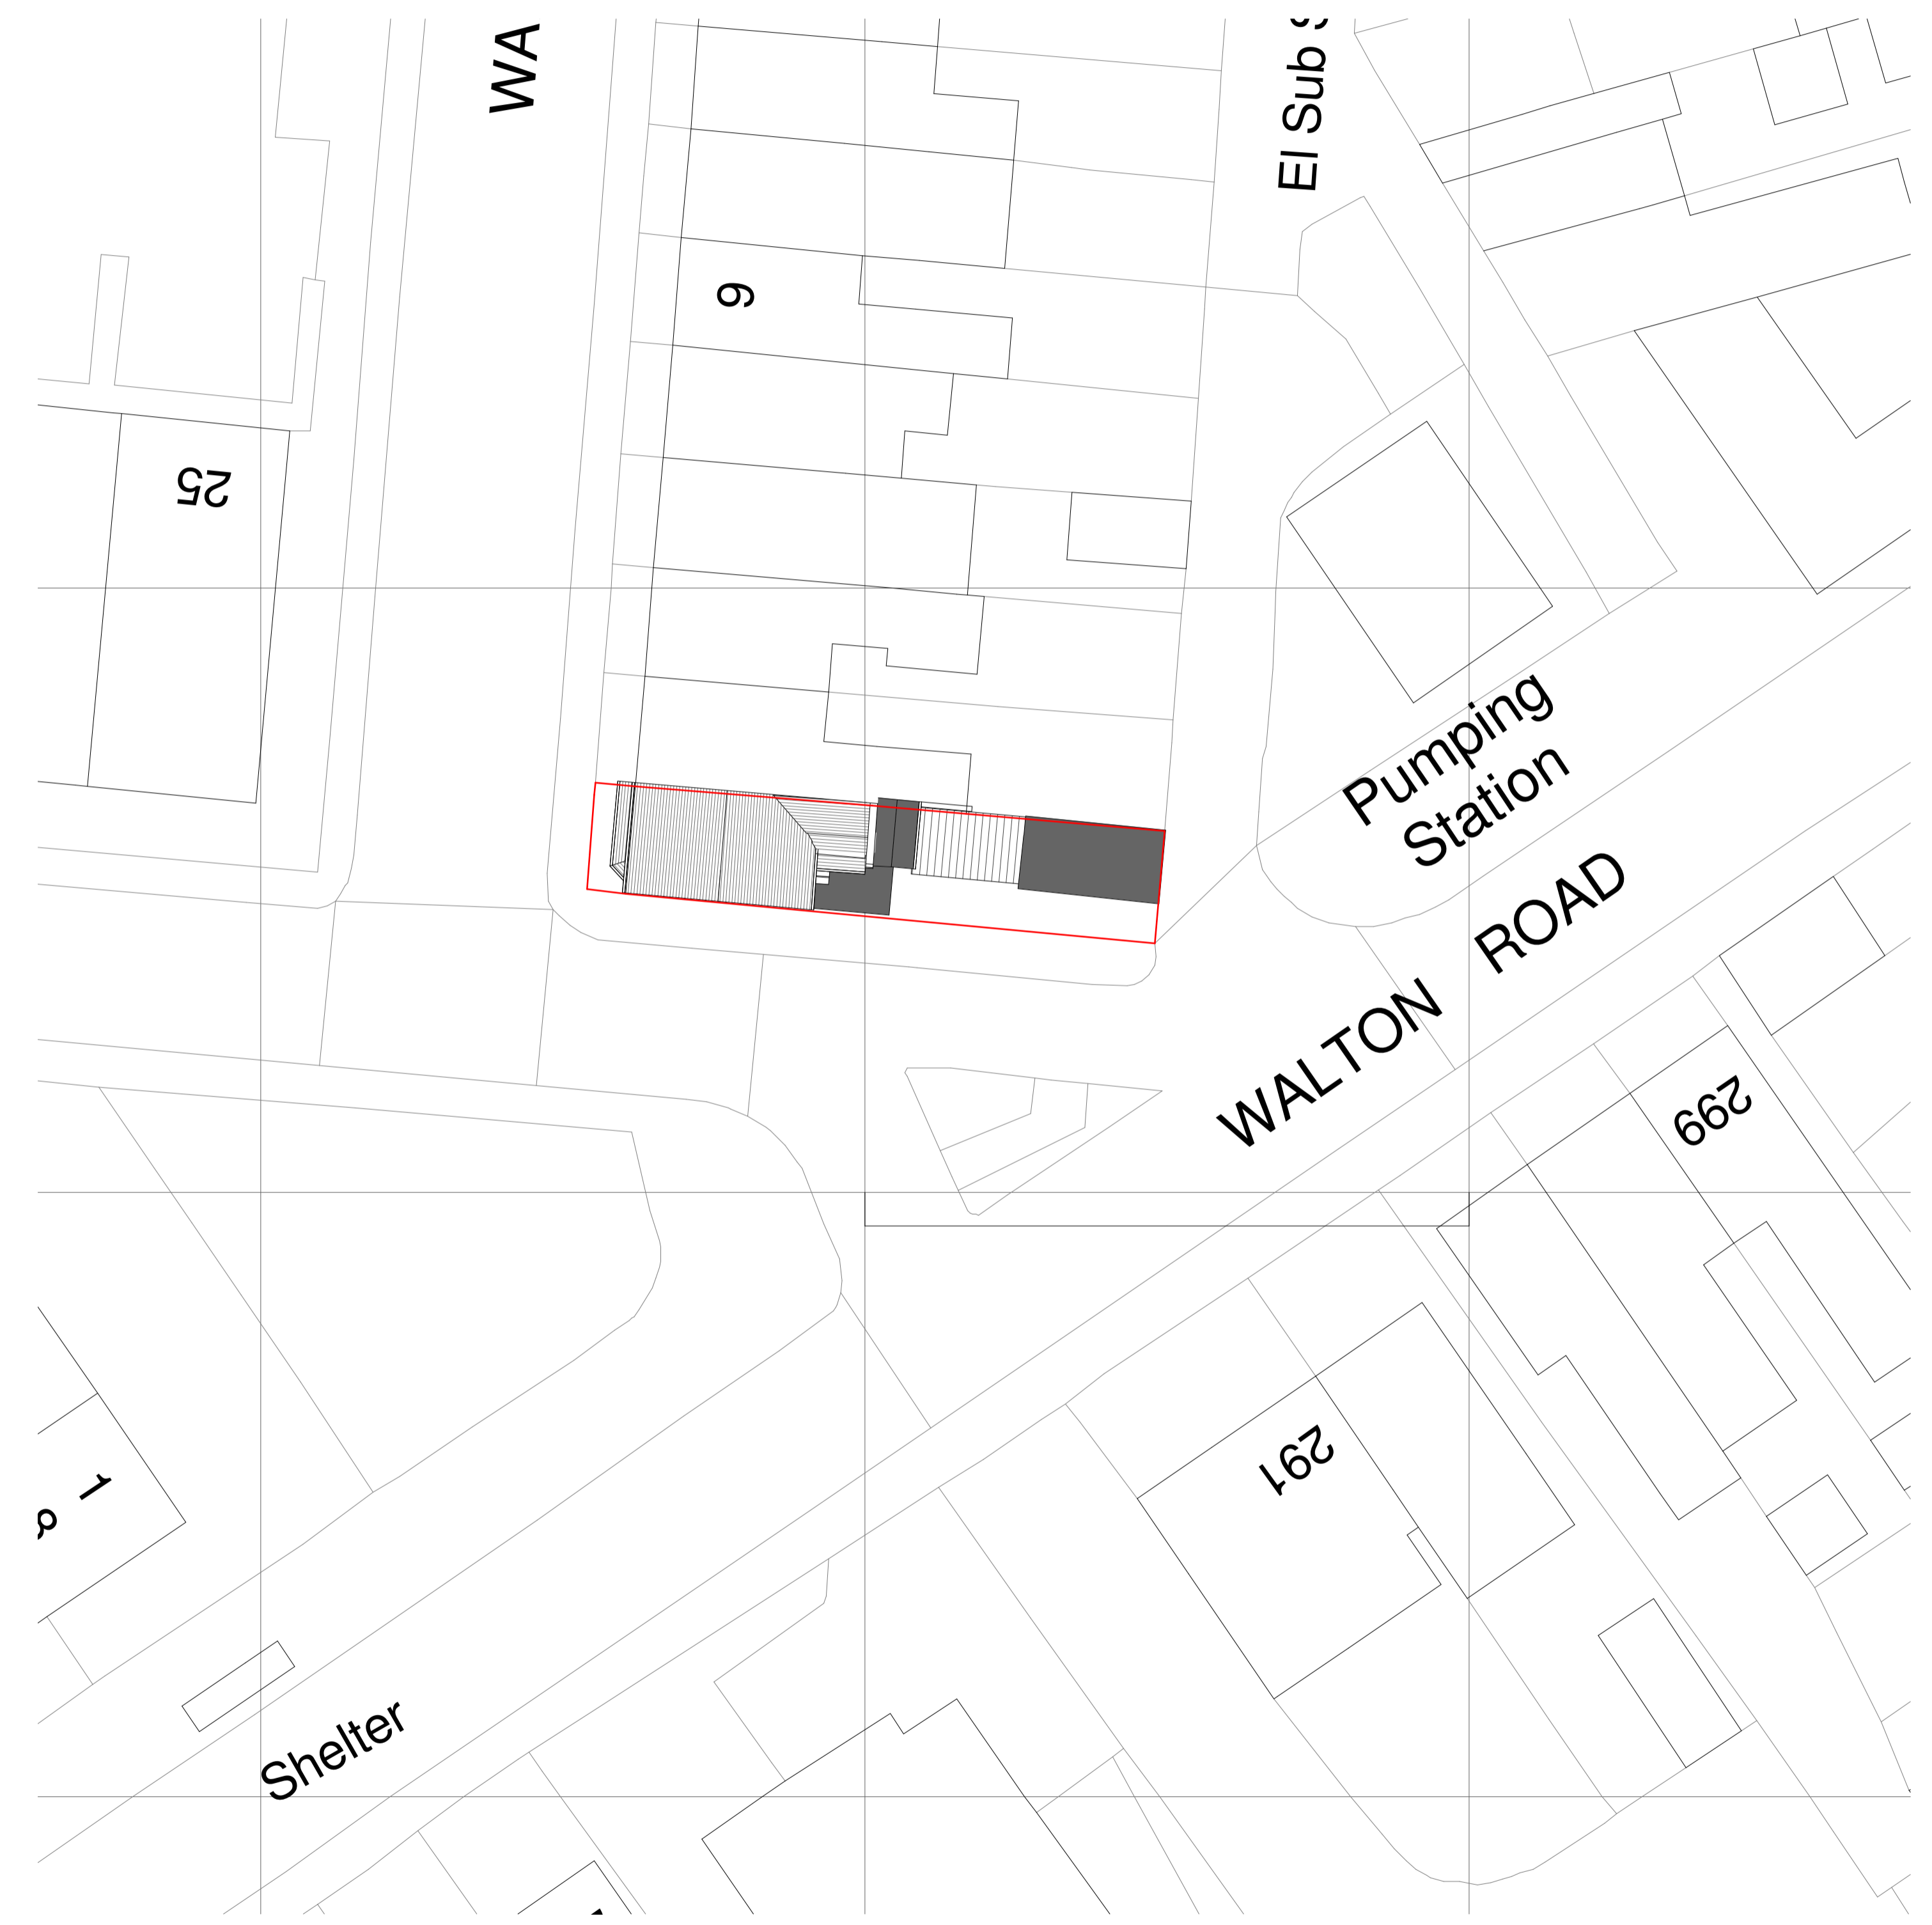 WA
El Sub S
9
25
Pumping
Station
WALTON ROAD
299
291
1
Shelter